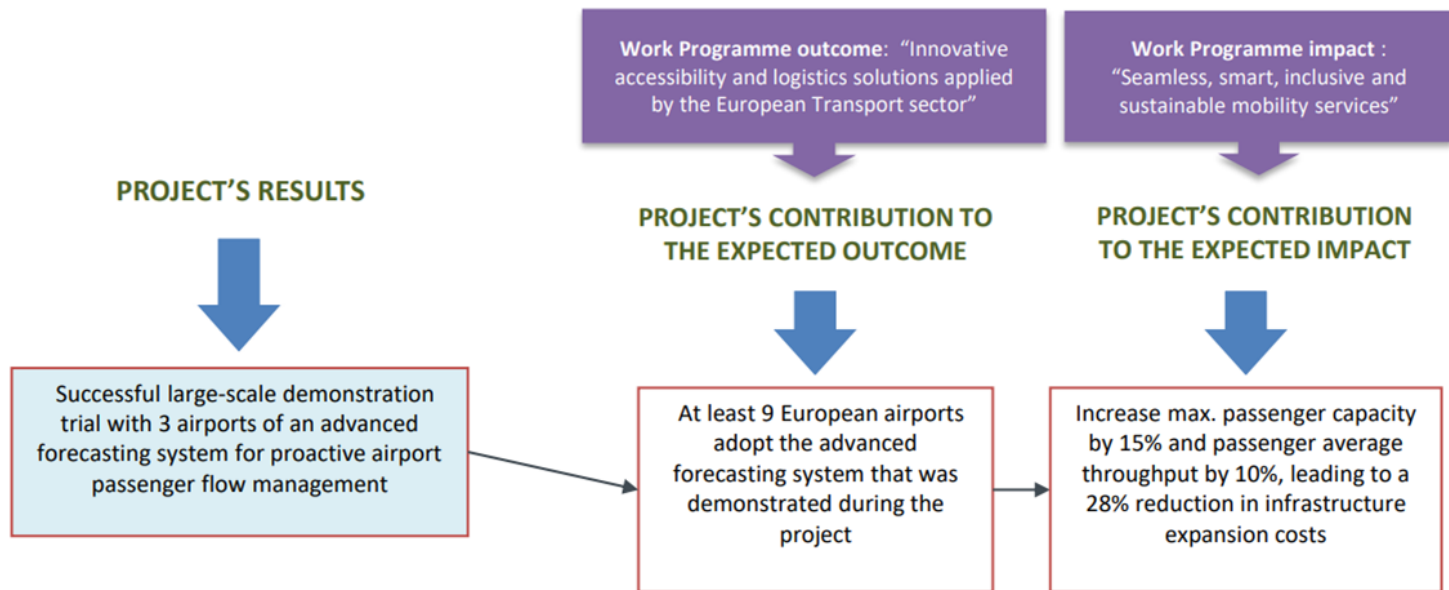 Work Programme outcome: “Innovative
accessibility and logistics solutions applied
by the European Transport sector”
Work Programme impact :
“Seamless, smart, inclusive and
sustainable mobility services”
PROJECT’S RESULTS
PROJECT’S CONTRIBUTION TO
THE EXPECTED OUTCOME
PROJECT’S CONTRIBUTION
TO THE EXPECTED IMPACT
Successful large-scale demonstration
trial with 3 airports of an advanced
forecasting system for proactive airport
passenger flow management
At least 9 European airports
adopt the advanced
forecasting system that was
demonstrated during the
project
Increase max. passenger capacity
by 15% and passenger average
throughput by 10%, leading to a
28% reduction in infrastructure
expansion costs